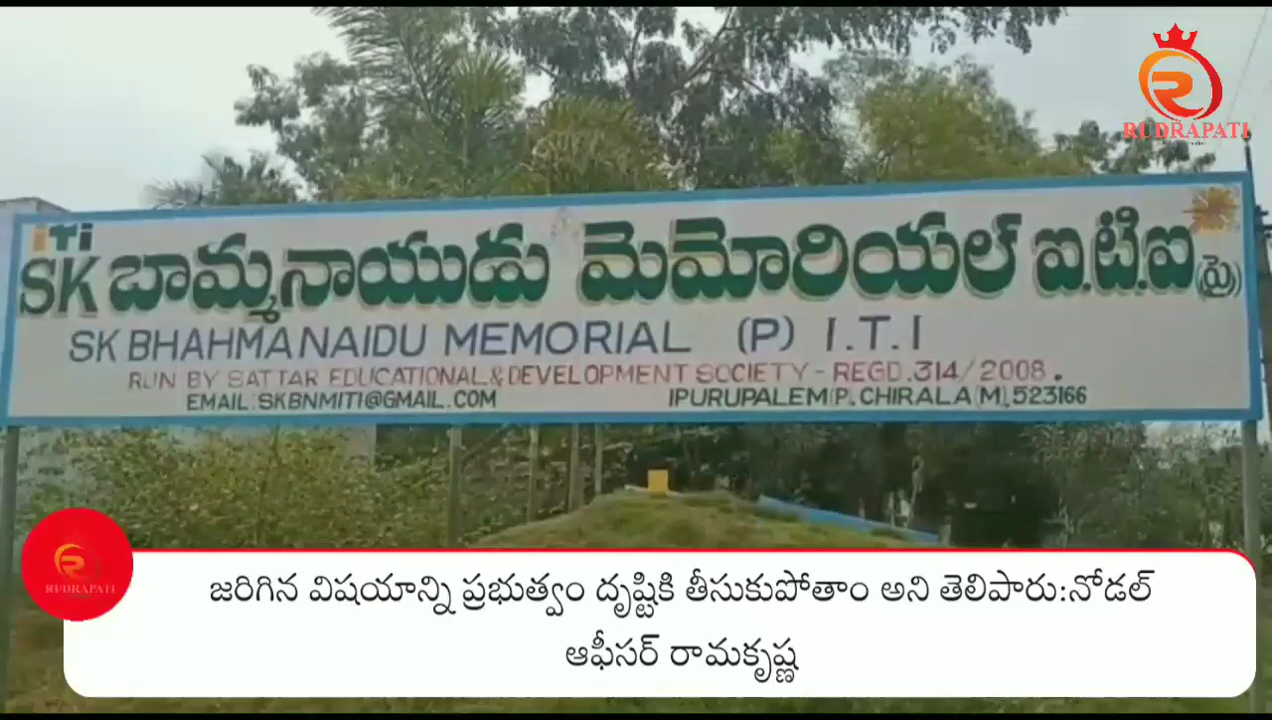 RUDRAPATI
iTi
SK బామ్మనాయుడు మెమోరియల్ ఐ.టి.ఐ(ప్రై)
SK BHAHMANAIDU MEMORIAL (P) I.T.I
RUN BY SATTAR EDUCATIONAL & DEVELOPMENT SOCIETY - REGD.314/2008.
EMAIL:SKBNMITI@GMAIL.COM IPURUPALEM(P), CHIRALA(M),523166
RUDRAPATI
జరిగిన విషయాన్ని ప్రభుత్వం దృష్టికి తీసుకుపోతాం అని తెలిపారు:నోడల్
ఆఫీసర్ రామకృష్ణ